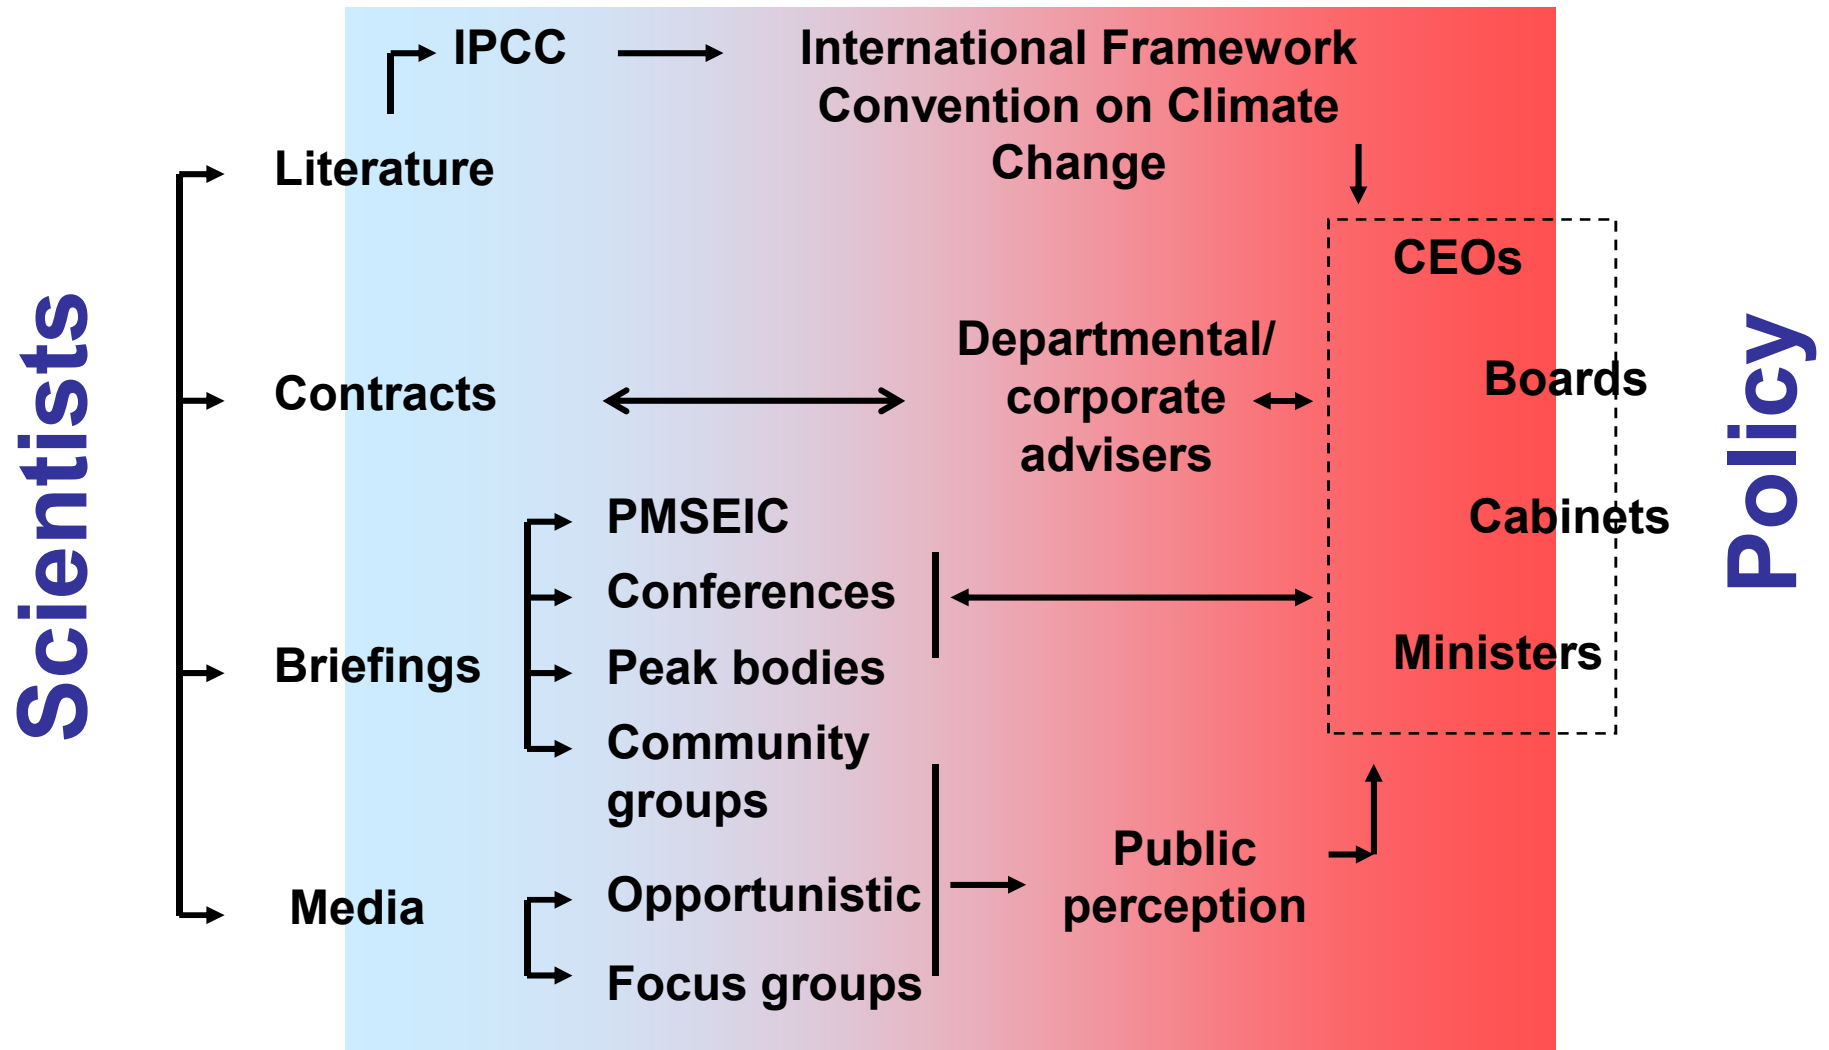 Scientists
IPCC
International Framework
Convention on Climate
Change
Literature
CEOs
Contracts
Departmental/
corporate
advisers
Boards
Briefings
PMSEIC
Conferences
Peak bodies
Community
groups
Cabinets
Ministers
Media
Opportunistic
Focus groups
Public
perception
Policy